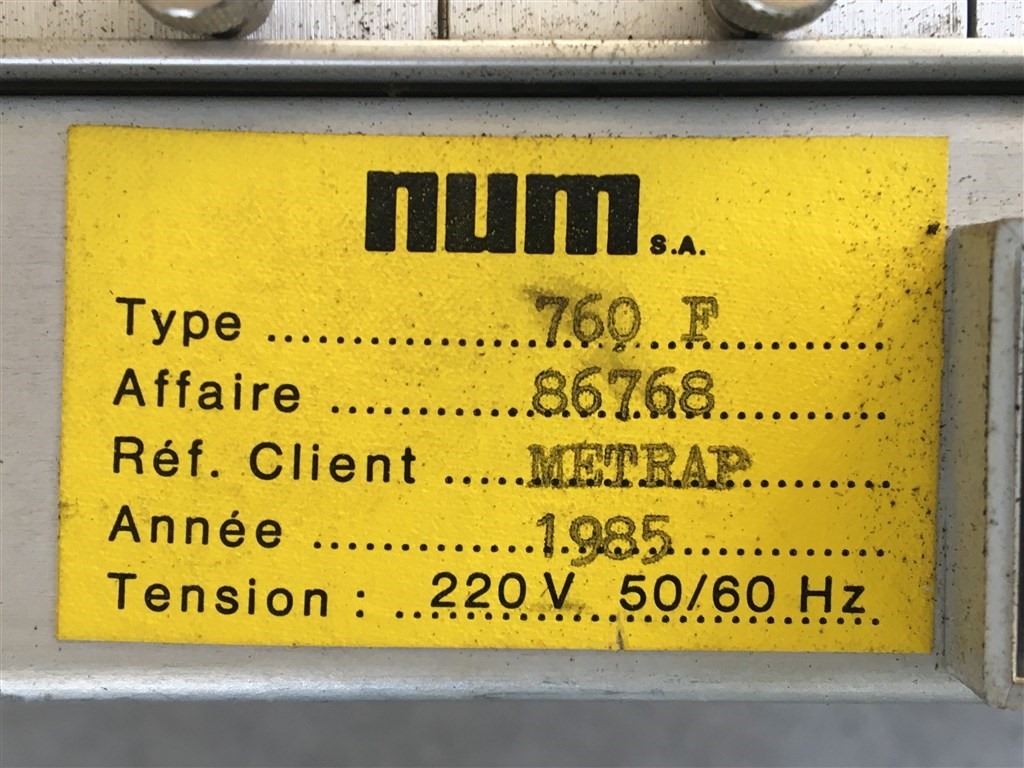 num S.A.
Type .......... 760 F
Affaire .......... 86768
Réf. Client .......... METRAP
Année .......... 1985
Tension : .. 220 V 50/60 Hz